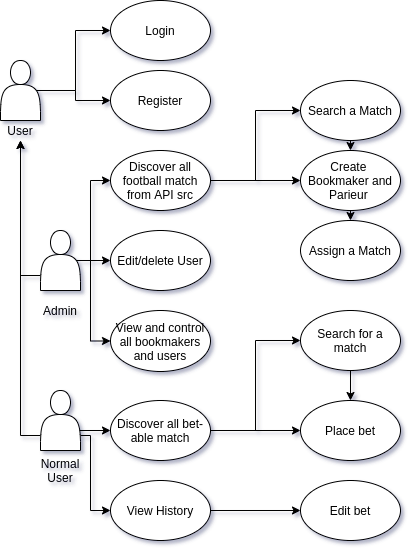 Login
User
Register
Discover all
football match
from API src
Search a Match
Create
Bookmaker and
Parieur
Assign a Match
Admin
Edit/delete User
View and control
all bookmakers
and users
Search for a
match
Normal
User
Discover all bet-
able match
Place bet
View History
Edit bet